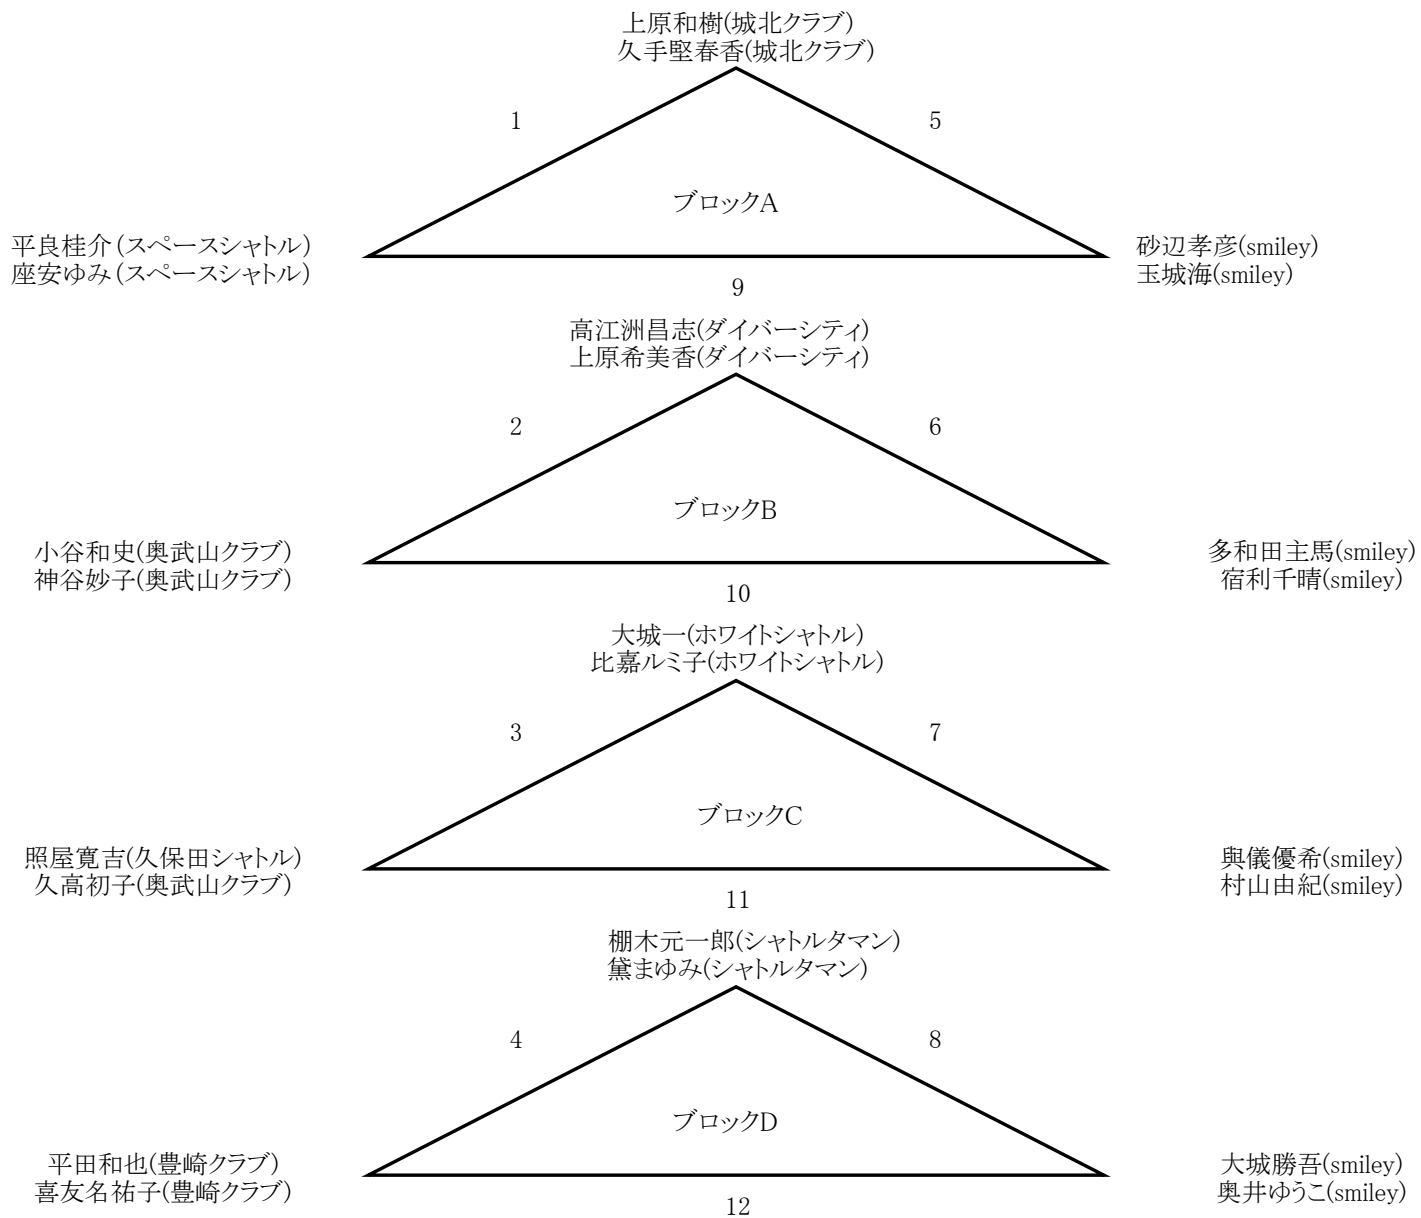 上原和樹(城北クラブ)
久手堅春香(城北クラブ)
1
5
ブロックA
平良桂介(スペースシャトル)
座安ゆみ(スペースシャトル)
砂辺孝彦(smiley)
玉城海(smiley)
9
高江洲昌志(ダイバーシティ)
上原希美香(ダイバーシティ)
2
6
ブロックB
小谷和史(奥武山クラブ)
神谷妙子(奥武山クラブ)
多和田主馬(smiley)
宿利千晴(smiley)
10
大城一(ホワイトシャトル)
比嘉ルミ子(ホワイトシャトル)
3
7
ブロックC
照屋寛吉(久保田シャトル)
久高初子(奥武山クラブ)
與儀優希(smiley)
村山由紀(smiley)
11
棚木元一郎(シャトルタマン)
黛まゆみ(シャトルタマン)
4
8
ブロックD
平田和也(豊崎クラブ)
喜友名祐子(豊崎クラブ)
大城勝吾(smiley)
奥井ゆうこ(smiley)
12